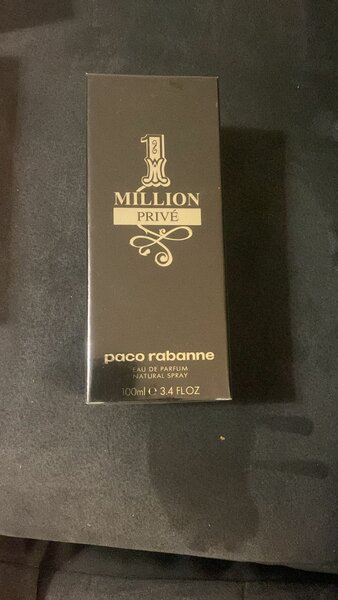 1
MILLION
PRIVÉ
paco rabanne
EAU DE PARFUM
NATURAL SPRAY
100ml ℮ 3.4 FL.OZ